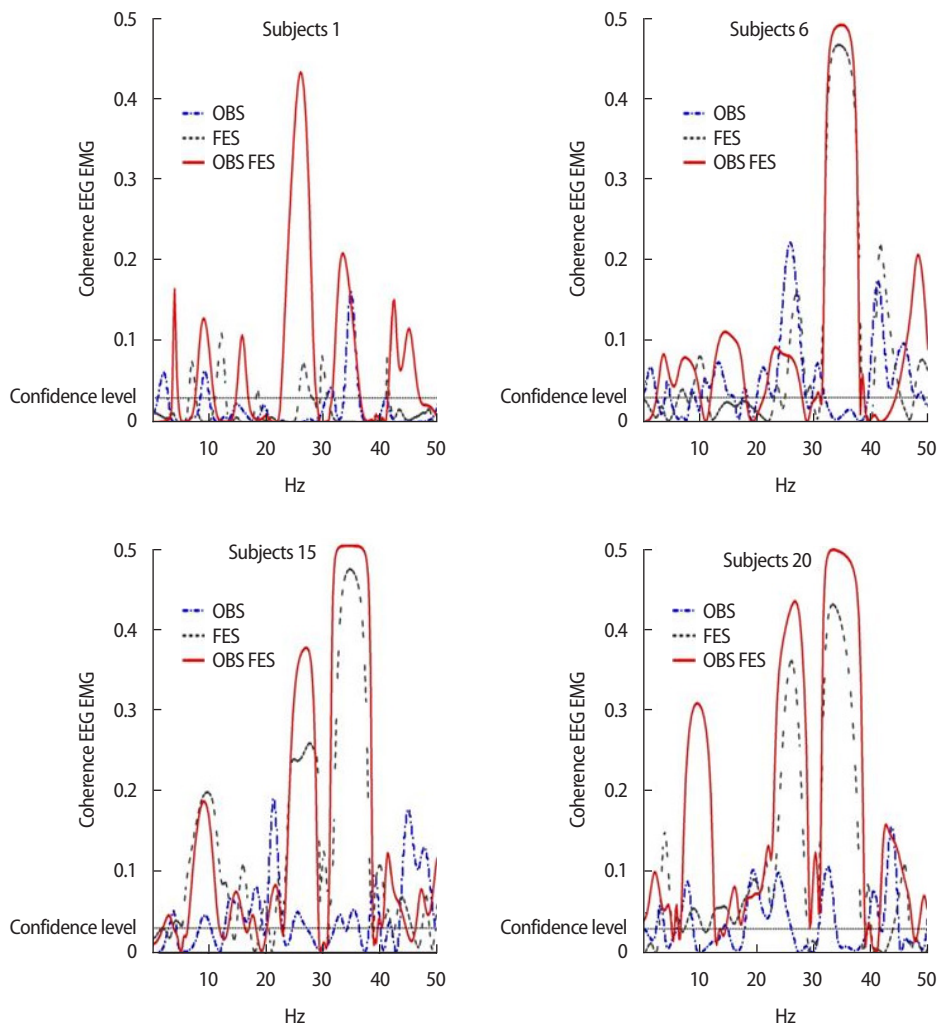 Subjects 1
Coherence EEG EMG
0.5
0.4
0.3
0.2
0.1
Confidence level
0
OBS
FES
OBS FES
10 20 30 40 50
Hz
Subjects 6
Coherence EEG EMG
0.5
0.4
0.3
0.2
0.1
Confidence level
0
OBS
FES
OBS FES
10 20 30 40 50
Hz
Subjects 15
Coherence EEG EMG
0.5
0.4
0.3
0.2
0.1
Confidence level
0
OBS
FES
OBS FES
10 20 30 40 50
Hz
Subjects 20
Coherence EEG EMG
0.5
0.4
0.3
0.2
0.1
Confidence level
0
OBS
FES
OBS FES
10 20 30 40 50
Hz